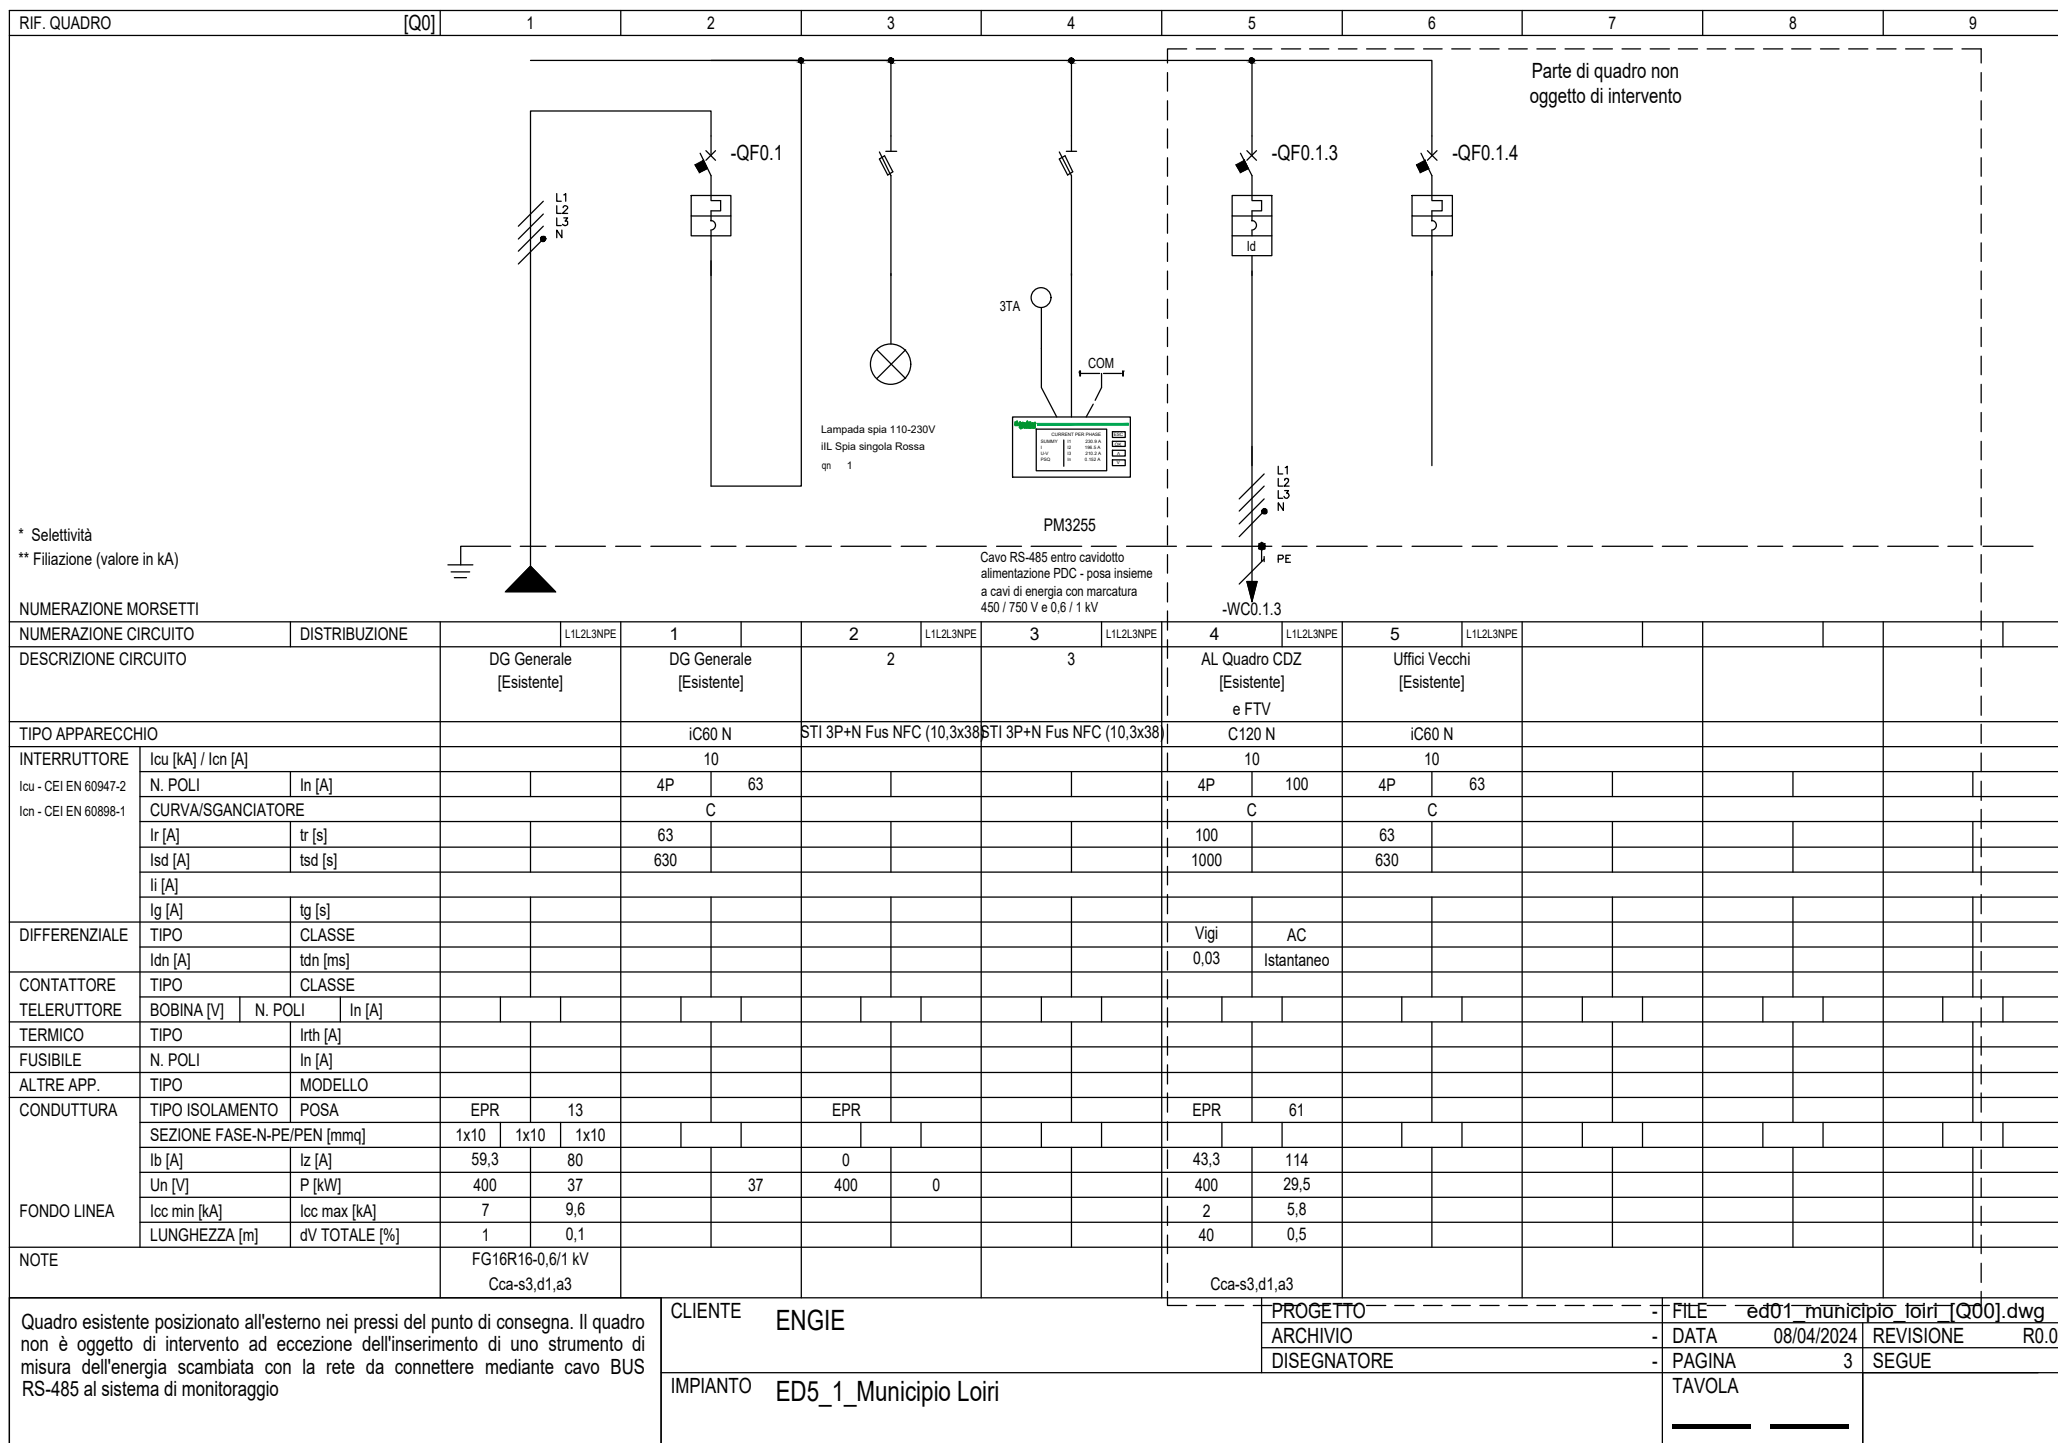 RIF. QUADRO [Q0] 1 2 3 4 5 6 7 8 9
Parte di quadro non
oggetto di intervento
-QF0.1
-QF0.1.3
-QF0.1.4
L1
L2
L3
N
Id
3TA
COM
Lampada spia 110-230V
iIL Spia singola Rossa
qn 1
CURRENT PER PHASE
PM3255
L1
L2
L3
N
PE
* Selettività
** Filiazione (valore in kA)
Cavo RS-485 entro cavidotto
alimentazione PDC - posa insieme
a cavi di energia con marcatura
450 / 750 V e 0,6 / 1 kV
-WC0.1.3
NUMERAZIONE MORSETTI
NUMERAZIONE CIRCUITO DISTRIBUZIONE L1L2L3NPE 1 2 L1L2L3NPE 3 L1L2L3NPE 4 L1L2L3NPE 5 L1L2L3NPE
DESCRIZIONE CIRCUITO DG Generale DG Generale 2 3 AL Quadro CDZ Uffici Vecchi
[Esistente] [Esistente] [Esistente] [Esistente]
e FTV
TIPO APPARECCHIO iC60 N STI 3P+N Fus NFC (10,3x38) STI 3P+N Fus NFC (10,3x38) C120 N iC60 N
INTERRUTTORE Icu [kA] / Icn [A] 10 10 10
Icu - CEI EN 60947-2 N. POLI In [A] 4P 63 4P 100 4P 63
Icn - CEI EN 60898-1 CURVA/SGANCIATORE C C C
Ir [A] tr [s] 63 100 63
Isd [A] tsd [s] 630 1000 630
Ii [A]
Ig [A] tg [s]
DIFFERENZIALE TIPO CLASSE Vigi AC
Idn [A] tdn [ms] 0,03 Istantaneo
CONTATTORE TIPO CLASSE
TELERUTTORE BOBINA [V] N. POLI In [A]
TERMICO TIPO Irth [A]
FUSIBILE N. POLI In [A]
ALTRE APP. TIPO MODELLO
CONDUTTURA TIPO ISOLAMENTO POSA EPR 13 EPR EPR 61
SEZIONE FASE-N-PE/PEN [mmq] 1x10 1x10 1x10
Ib [A] Iz [A] 59,3 80 0 43,3 114
Un [V] P [kW] 400 37 37 400 0 400 29,5
FONDO LINEA Icc min [kA] Icc max [kA] 7 9,6 2 5,8
LUNGHEZZA [m] dV TOTALE [%] 1 0,1 40 0,5
NOTE FG16R16-0,6/1 kV
Cca-s3,d1,a3 Cca-s3,d1,a3
Quadro esistente posizionato all'esterno nei pressi del punto di consegna. Il quadro
non è oggetto di intervento ad eccezione dell'inserimento di uno strumento di
misura dell'energia scambiata con la rete da connettere mediante cavo BUS
RS-485 al sistema di monitoraggio
CLIENTE ENGIE
IMPIANTO ED5_1_Municipio Loiri
PROGETTO -
ARCHIVIO -
DISEGNATORE -
FILE ed01_municipio_loiri_[Q00].dwg
DATA 08/04/2024 REVISIONE R0.0
PAGINA 3 SEGUE
TAVOLA